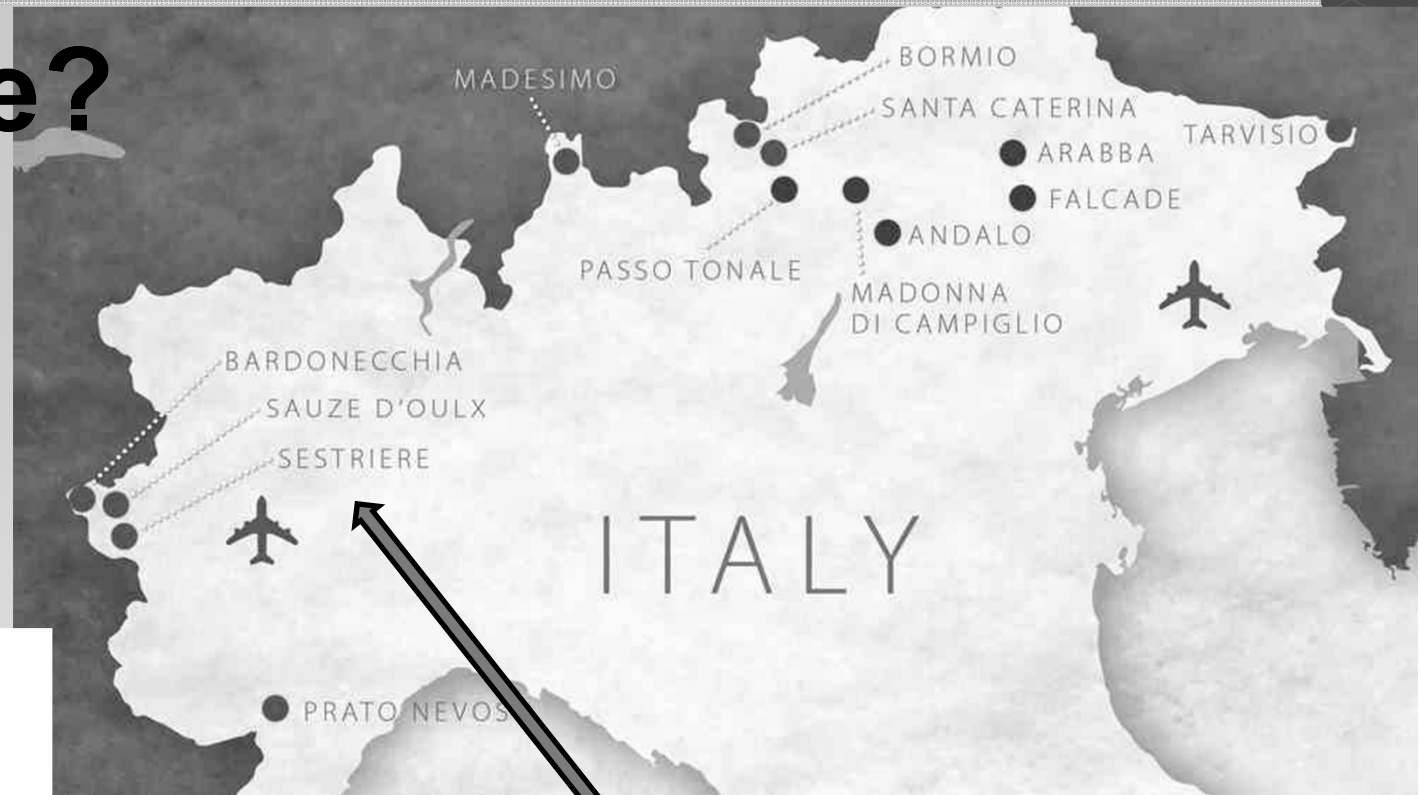 e?
MADESIMO
BORMIO
SANTA CATERINA
TARVISIO
ARABBA
FALCADE
ANDALO
PASSO TONALE
MADONNA
DI CAMPIGLIO
BARDONECCHIA
SAUZE D'OULX
SESTRIERE
ITALY
PRATO NEVOS